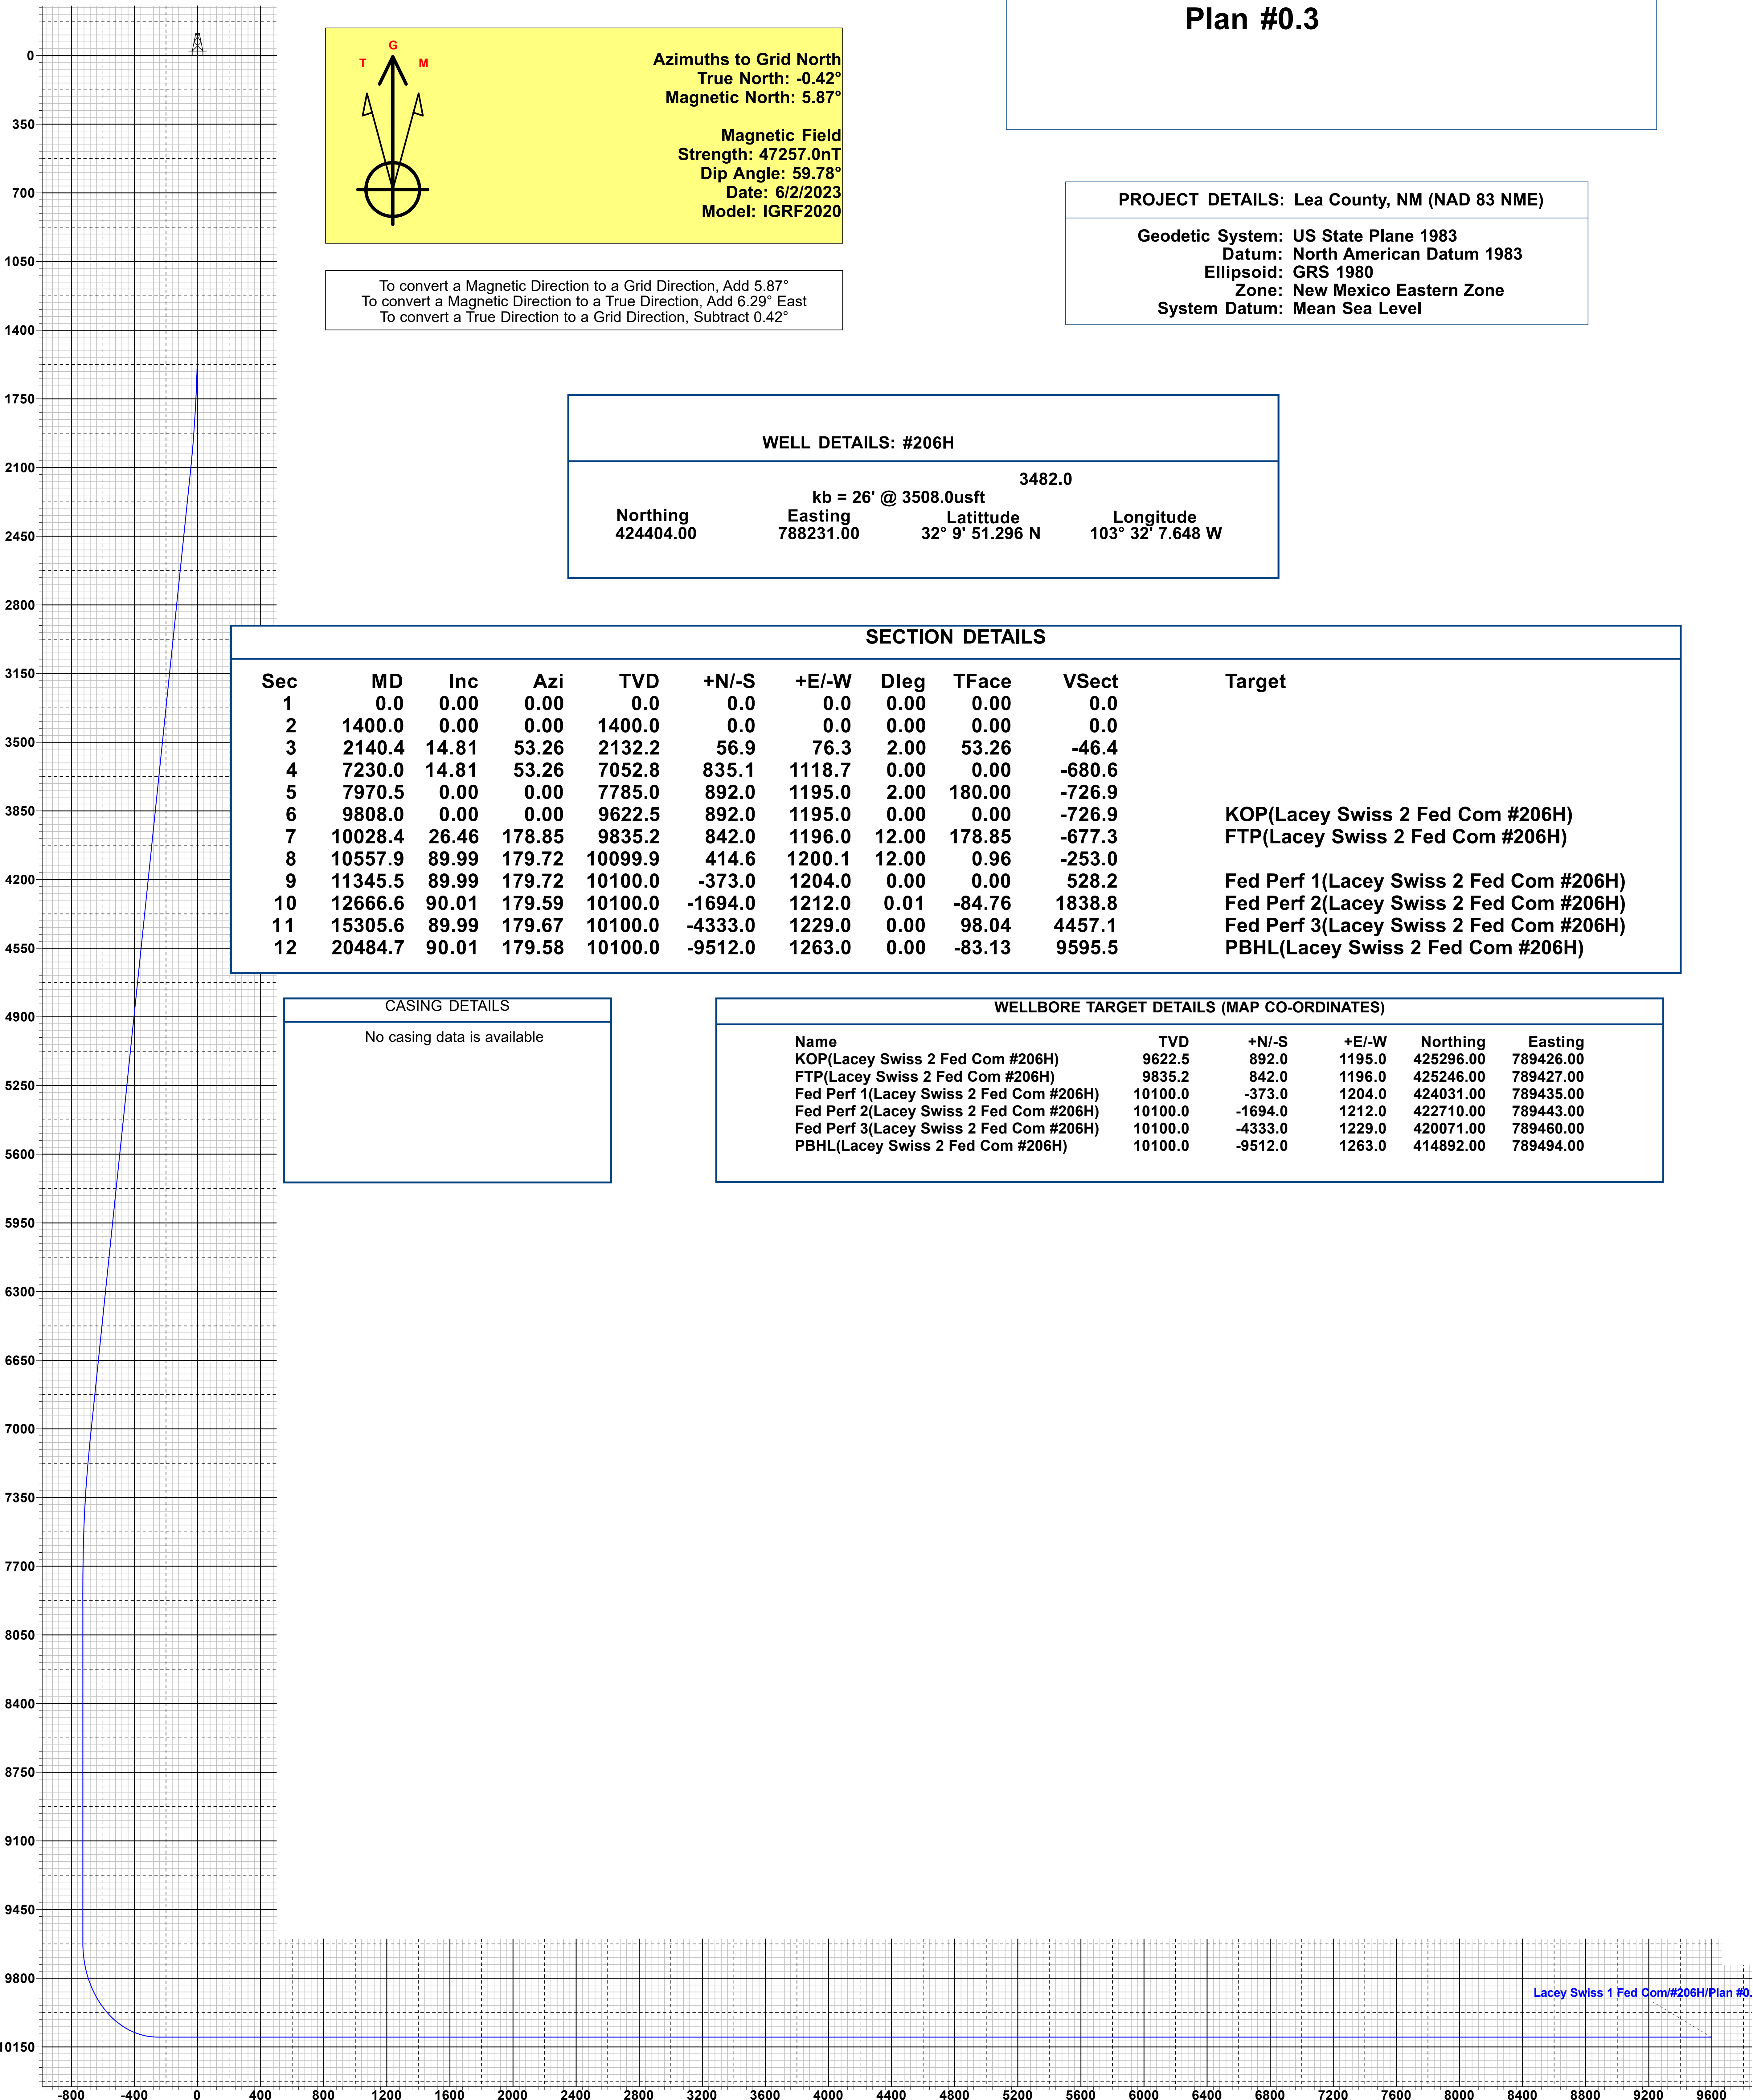 Plan #0.3
G
T M
Azimuths to Grid North
True North: -0.42°
Magnetic North: 5.87°
Magnetic Field
Strength: 47257.0nT
Dip Angle: 59.78°
Date: 6/2/2023
Model: IGRF2020
To convert a Magnetic Direction to a Grid Direction, Add 5.87°
To convert a Magnetic Direction to a True Direction, Add 6.29° East
To convert a True Direction to a Grid Direction, Subtract 0.42°
PROJECT DETAILS: Lea County, NM (NAD 83 NME)
Geodetic System: US State Plane 1983
Datum: North American Datum 1983
Ellipsoid: GRS 1980
Zone: New Mexico Eastern Zone
System Datum: Mean Sea Level
WELL DETAILS: #206H
3482.0
kb = 26' @ 3508.0usft
Northing Easting Latittude Longitude
424404.00 788231.00 32° 9' 51.296 N 103° 32' 7.648 W
SECTION DETAILS
Sec MD Inc Azi TVD +N/-S +E/-W Dleg TFace VSect Target
1 0.0 0.00 0.00 0.0 0.0 0.0 0.00 0.00 0.0
2 1400.0 0.00 0.00 1400.0 0.0 0.0 0.00 0.00 0.0
3 2140.4 14.81 53.26 2132.2 56.9 76.3 2.00 53.26 -46.4
4 7230.0 14.81 53.26 7052.8 835.1 1118.7 0.00 0.00 -680.6
5 7970.5 0.00 0.00 7785.0 892.0 1195.0 2.00 180.00 -726.9
6 9808.0 0.00 0.00 9622.5 892.0 1195.0 0.00 0.00 -726.9 KOP(Lacey Swiss 2 Fed Com #206H)
7 10028.4 26.46 178.85 9835.2 842.0 1196.0 12.00 178.85 -677.3 FTP(Lacey Swiss 2 Fed Com #206H)
8 10557.9 89.99 179.72 10099.9 414.6 1200.1 12.00 0.96 -253.0
9 11345.5 89.99 179.72 10100.0 -373.0 1204.0 0.00 0.00 528.2 Fed Perf 1(Lacey Swiss 2 Fed Com #206H)
10 12666.6 90.01 179.59 10100.0 -1694.0 1212.0 0.01 -84.76 1838.8 Fed Perf 2(Lacey Swiss 2 Fed Com #206H)
11 15305.6 89.99 179.67 10100.0 -4333.0 1229.0 0.00 98.04 4457.1 Fed Perf 3(Lacey Swiss 2 Fed Com #206H)
12 20484.7 90.01 179.58 10100.0 -9512.0 1263.0 0.00 -83.13 9595.5 PBHL(Lacey Swiss 2 Fed Com #206H)
CASING DETAILS
No casing data is available
WELLBORE TARGET DETAILS (MAP CO-ORDINATES)
Name TVD +N/-S +E/-W Northing Easting
KOP(Lacey Swiss 2 Fed Com #206H) 9622.5 892.0 1195.0 425296.00 789426.00
FTP(Lacey Swiss 2 Fed Com #206H) 9835.2 842.0 1196.0 425246.00 789427.00
Fed Perf 1(Lacey Swiss 2 Fed Com #206H) 10100.0 -373.0 1204.0 424031.00 789435.00
Fed Perf 2(Lacey Swiss 2 Fed Com #206H) 10100.0 -1694.0 1212.0 422710.00 789443.00
Fed Perf 3(Lacey Swiss 2 Fed Com #206H) 10100.0 -4333.0 1229.0 420071.00 789460.00
PBHL(Lacey Swiss 2 Fed Com #206H) 10100.0 -9512.0 1263.0 414892.00 789494.00
0
350
700
1050
1400
1750
2100
2450
2800
3150
3500
3850
4200
4550
4900
5250
5600
5950
6300
6650
7000
7350
7700
8050
8400
8750
9100
9450
9800
10150
Lacey Swiss 1 Fed Com/#206H/Plan #0.
-800 -400 0 400 800 1200 1600 2000 2400 2800 3200 3600 4000 4400 4800 5200 5600 6000 6400 6800 7200 7600 8000 8400 8800 9200 9600